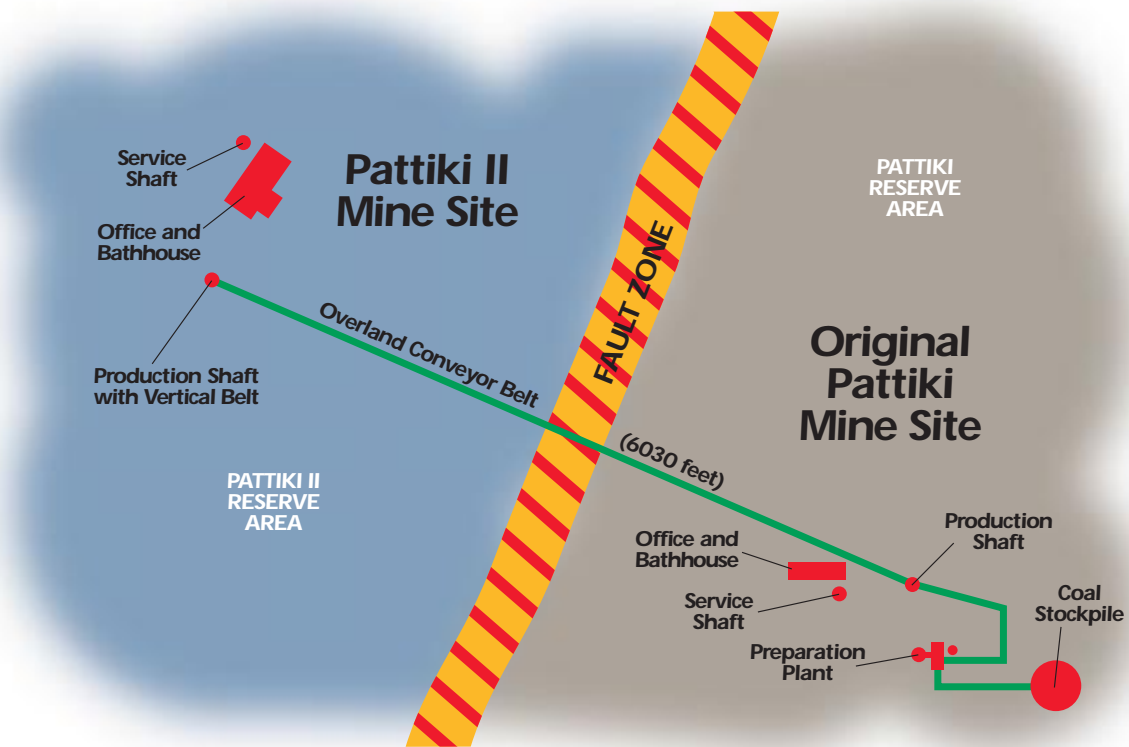 Service
Shaft
Pattiki II
Mine Site
Office and
Bathhouse
Overland Conveyor Belt
Production Shaft
with Vertical Belt
PATTIKI II
RESERVE
AREA
FAULT ZONE
PATTIKI
RESERVE
AREA
Original
Pattiki
Mine Site
(6030 feet)
Office and
Bathhouse
Service
Shaft
Production
Shaft
Coal
Stockpile
Preparation
Plant